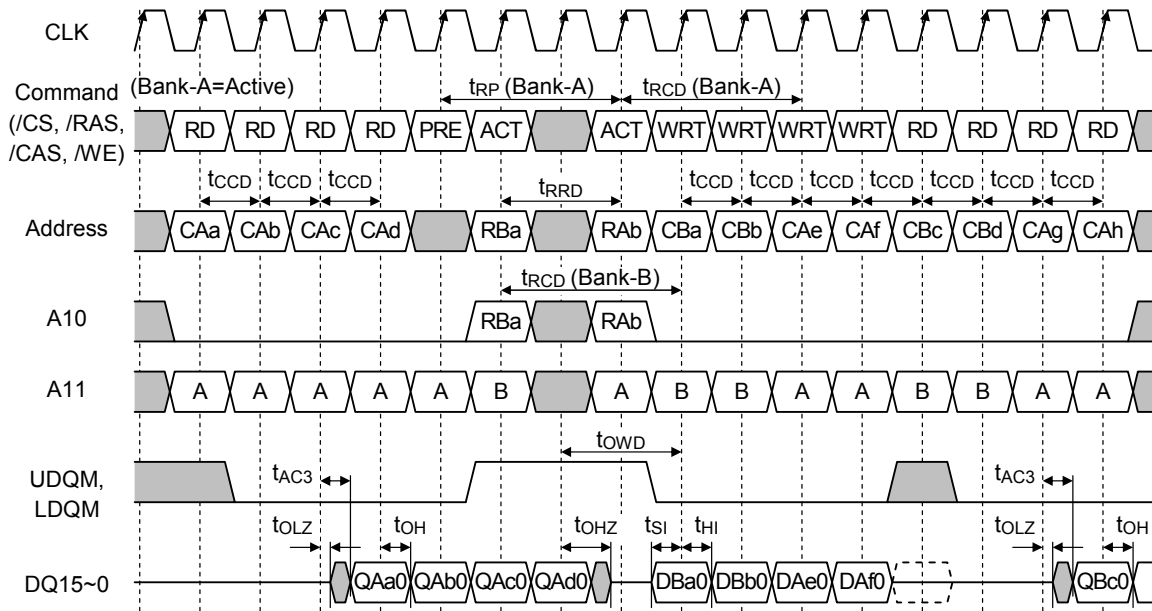 CLK
Command (Bank-A=Active) tRP (Bank-A) tRCD (Bank-A)
(/CS, /RAS, RD RD RD RD PRE ACT ACT WRT WRT WRT WRT RD RD RD RD
/CAS, /WE)
tCCD tCCD tCCD tRRD tCCD tCCD tCCD tCCD tCCD tCCD tCCD
Address CAa CAb CAc CAd RBa RAb CBa CBb CAe CAf CBc CBd CAg CAh
tRCD (Bank-B)
A10 RBa RAb
A11 A A A A A B A B B A A B B A A
tOWD
UDQM, tAC3 tAC3
LDQM
tOLZ tOH tOHZ tSI tHI tOLZ tOH
DQ15~0 QAa0 QAb0 QAc0 QAd0 DBa0 DBb0 DAe0 DAf0 QBc0